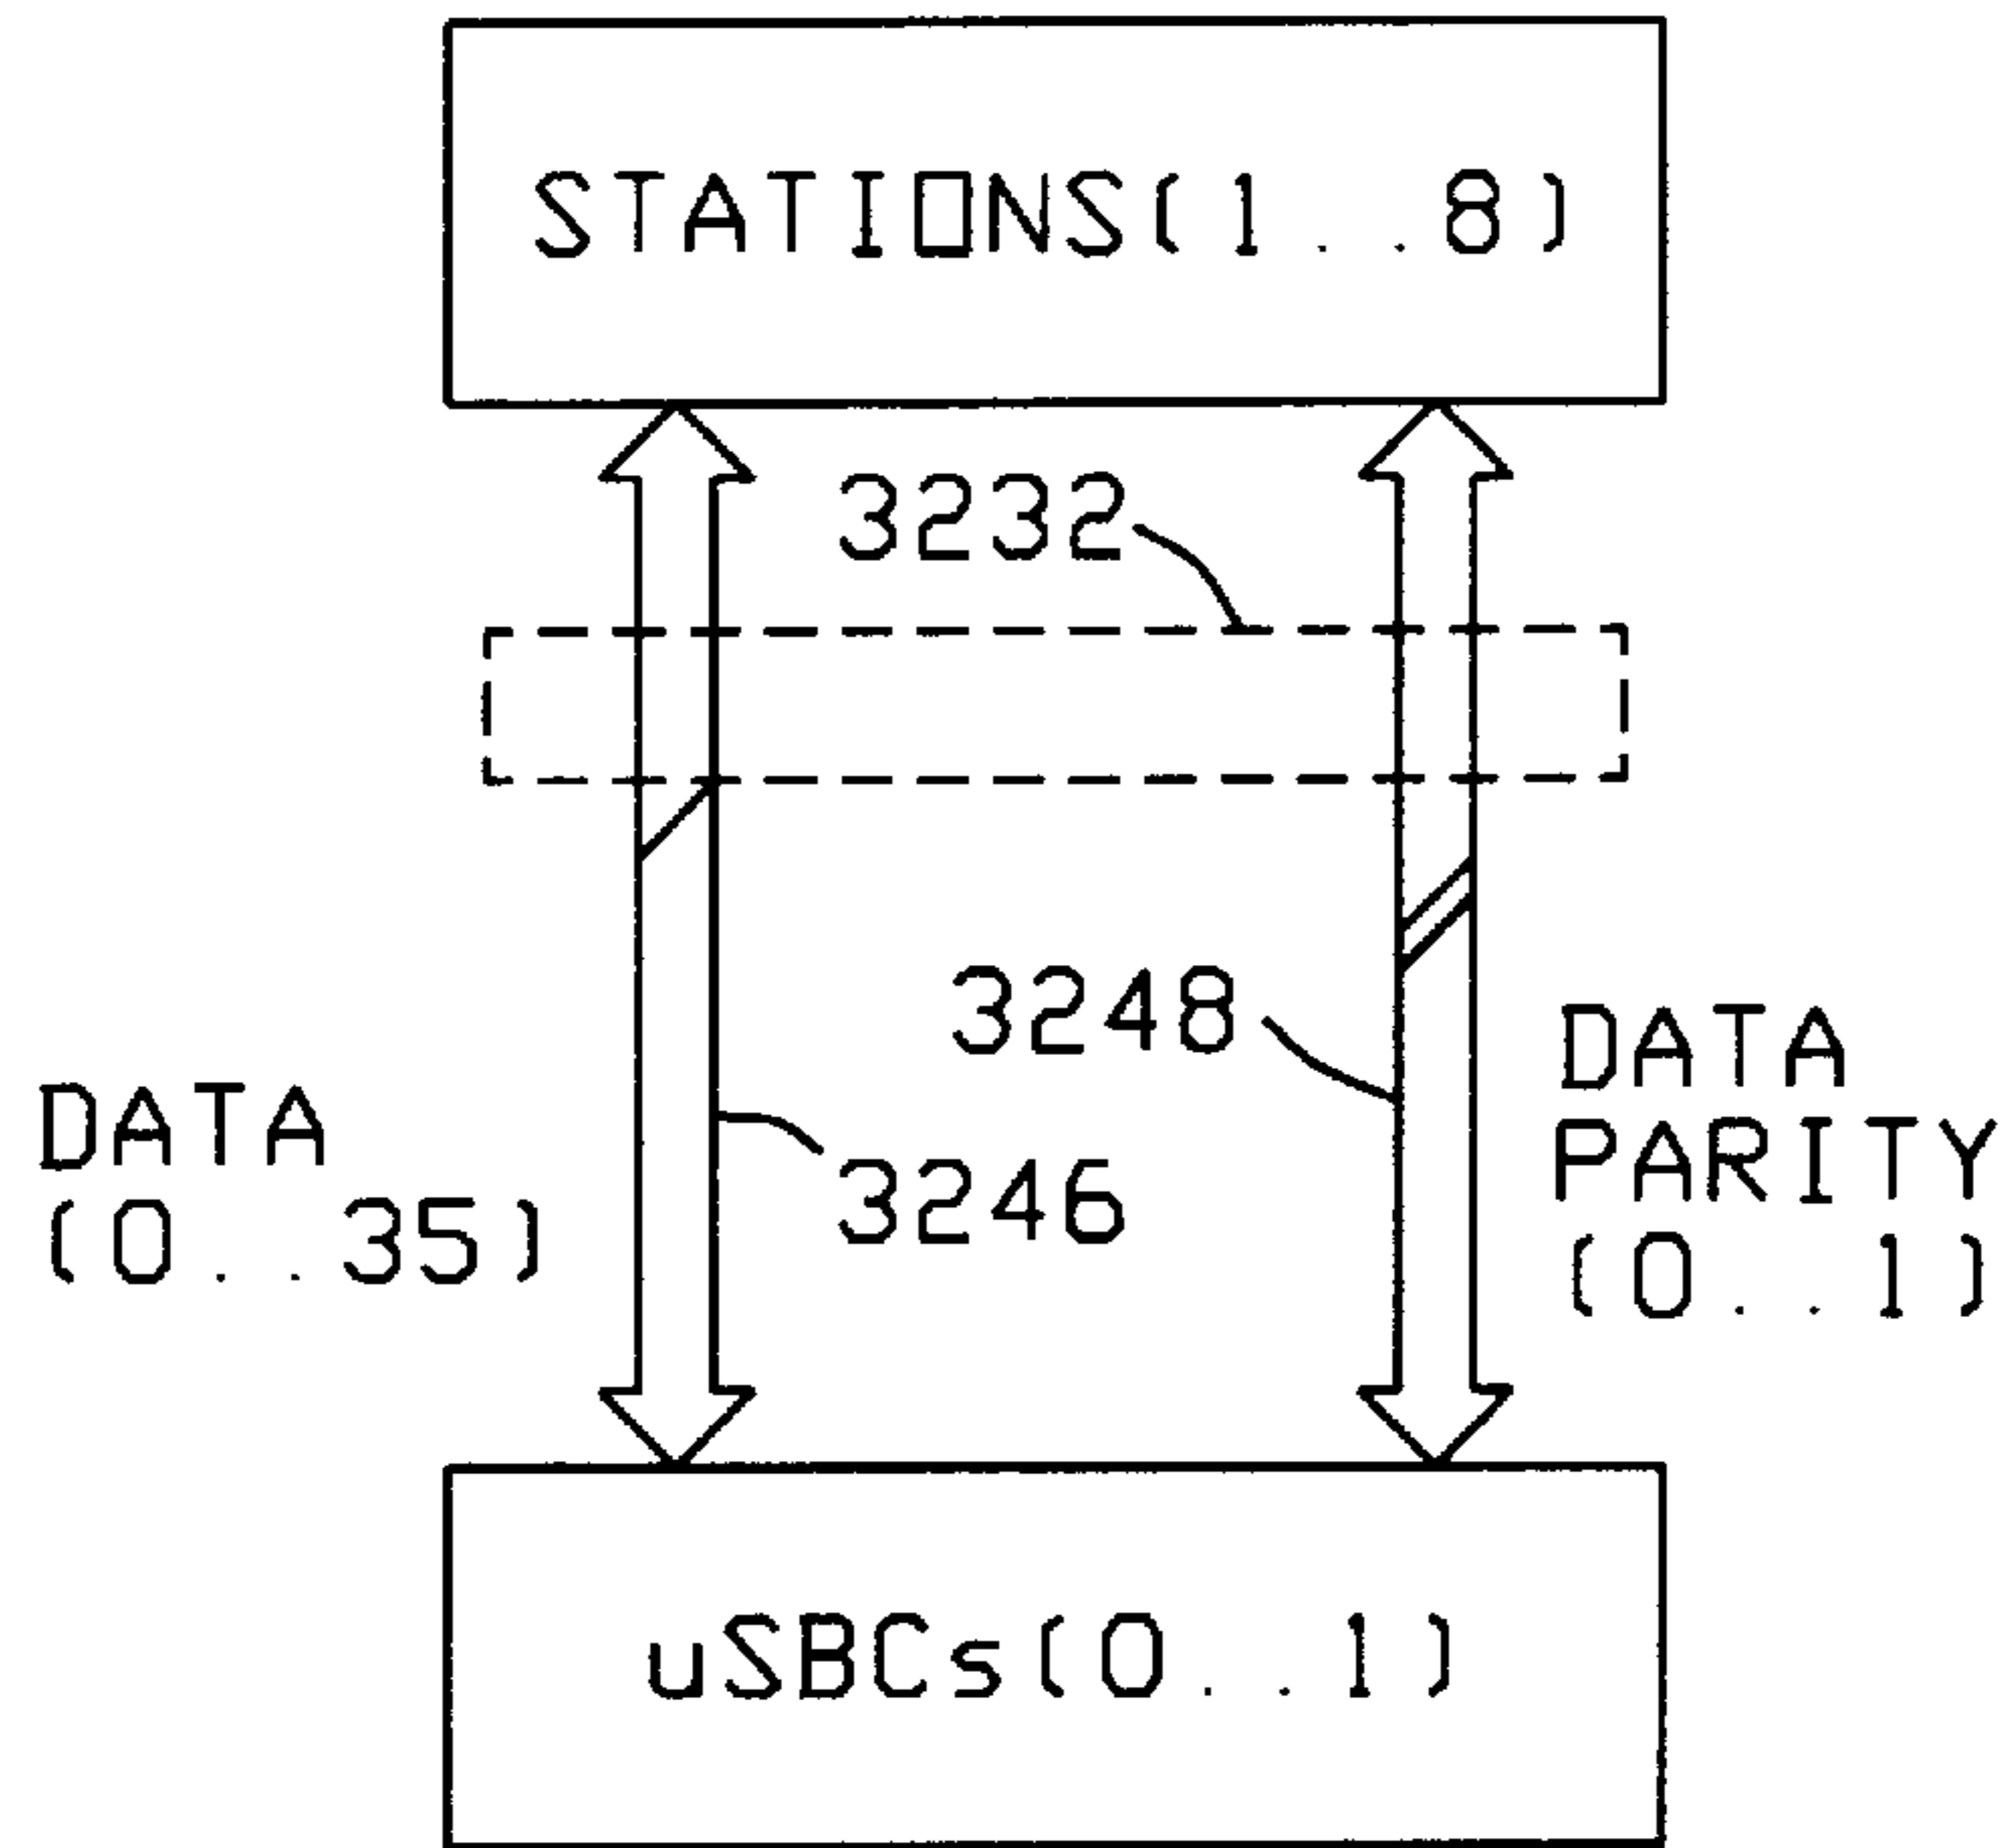 STATIONS(1..8)
3232
3248
DATA
(0..35)
3246
DATA
PARITY
(0..1)
uSBCs(0..1)